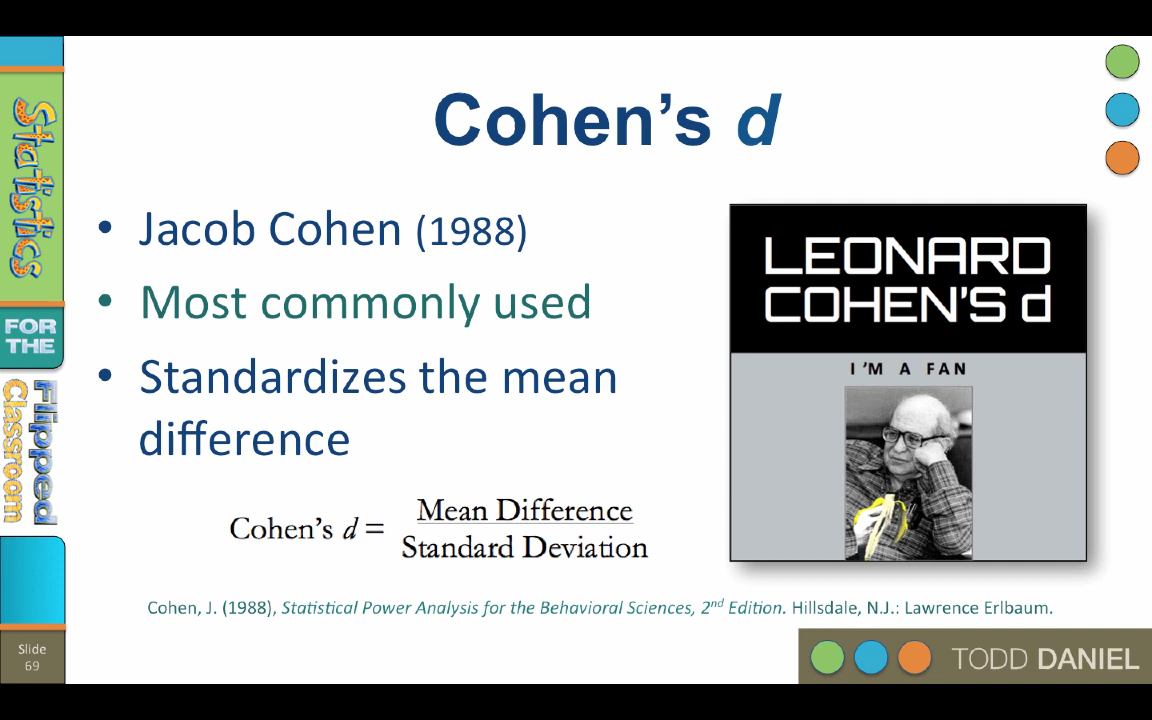 Statistics
FOR THE
Flipped
Classroom
Slide
69
Cohen’s d
• Jacob Cohen (1988)
• Most commonly used
• Standardizes the mean
difference
Cohen’s d =
Mean Difference
Standard Deviation
LEONARD
COHEN'S d
I 'M A FAN
Cohen, J. (1988), Statistical Power Analysis for the Behavioral Sciences, 2nd Edition. Hillsdale, N.J.: Lawrence Erlbaum.
TODD DANIEL